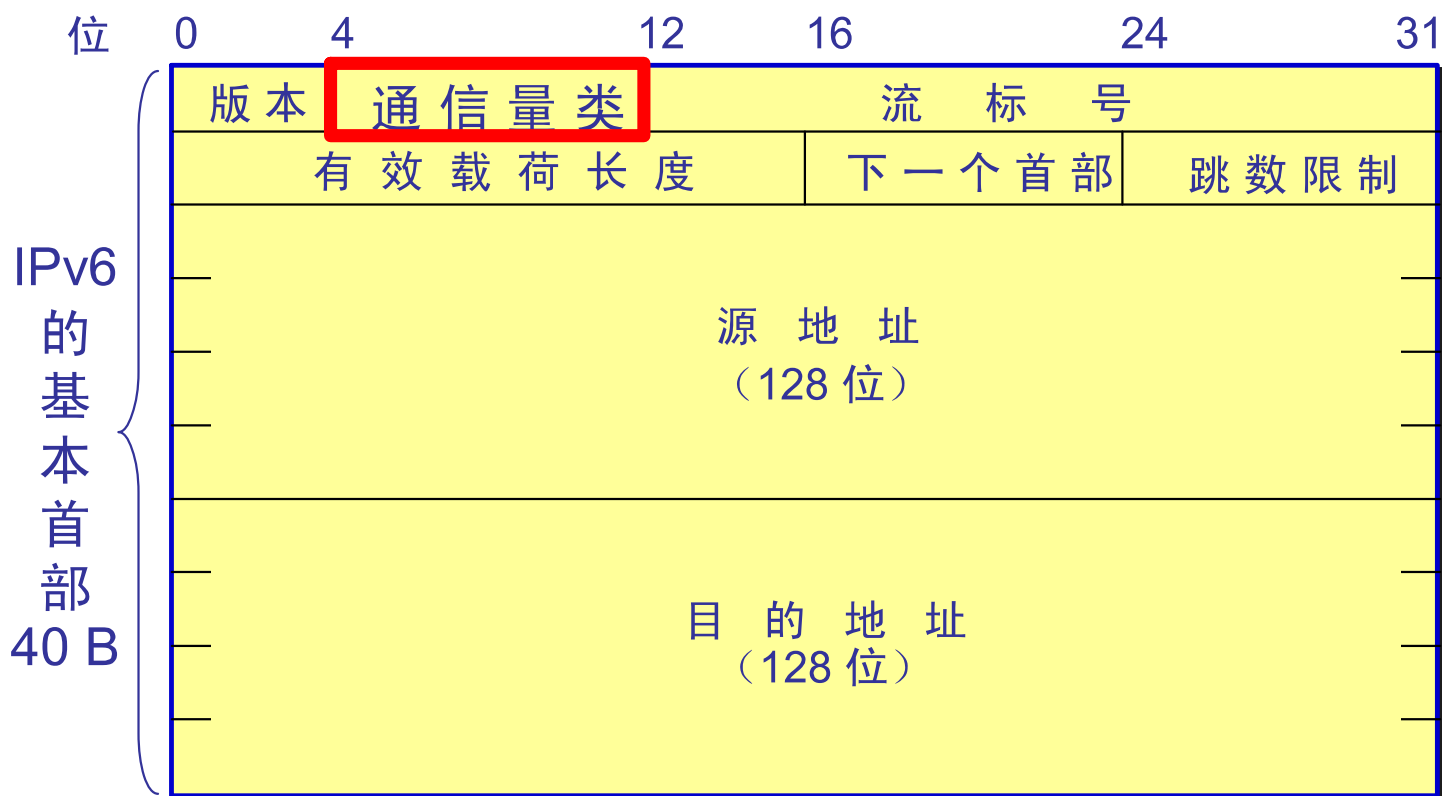 位 0 4 12 16 24 31
版本 通信量类 流标号
有效载荷长度 下一个首部 跳数限制
IPv6
的
基
本
首
部
40 B
源地址
（128 位）
目的地址
（128 位）